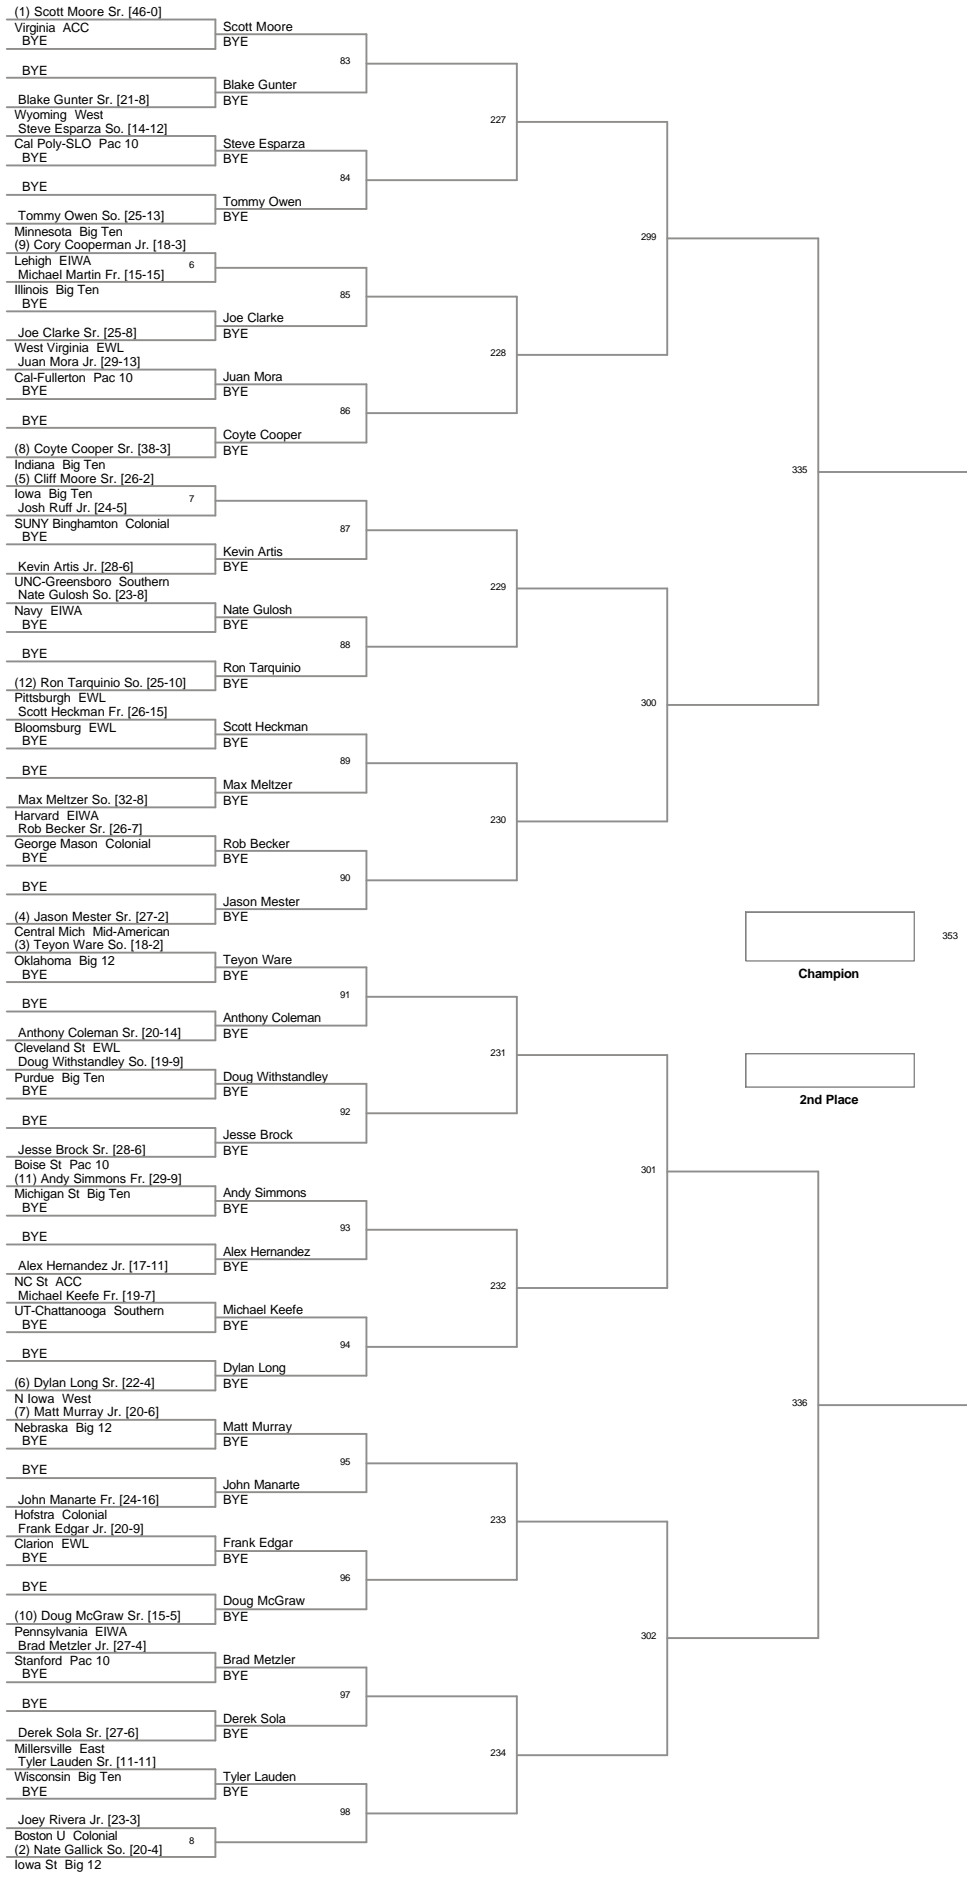 (1) Scott Moore Sr. [46-0]
Virginia ACC
BYE
Scott Moore
BYE
83
BYE
Blake Gunter Sr. [21-8]
Wyoming West
Blake Gunter
BYE
227
Steve Esparza So. [14-12]
Cal Poly-SLO Pac 10
BYE
Steve Esparza
BYE
84
BYE
Tommy Owen So. [25-13]
Minnesota Big Ten
Tommy Owen
BYE
299
(9) Cory Cooperman Jr. [18-3]
Lehigh EIWA
6
Michael Martin Fr. [15-15]
Illinois Big Ten
85
BYE
Joe Clarke Sr. [25-8]
West Virginia EWL
Joe Clarke
BYE
228
Juan Mora Jr. [29-13]
Cal-Fullerton Pac 10
BYE
Juan Mora
BYE
86
BYE
(8) Coyte Cooper Sr. [38-3]
Indiana Big Ten
Coyte Cooper
BYE
335
(5) Cliff Moore Sr. [26-2]
Iowa Big Ten
7
Josh Ruff Jr. [24-5]
SUNY Binghamton Colonial
87
BYE
Kevin Artis Jr. [28-6]
UNC-Greensboro Southern
Kevin Artis
BYE
229
Nate Gulosh So. [23-8]
Navy EIWA
BYE
Nate Gulosh
BYE
88
BYE
(12) Ron Tarquinio So. [25-10]
Pittsburgh EWL
Ron Tarquinio
BYE
300
Scott Heckman Fr. [26-15]
Bloomsburg EWL
BYE
Scott Heckman
BYE
89
BYE
Max Meltzer So. [32-8]
Harvard EIWA
Max Meltzer
BYE
230
Rob Becker Sr. [26-7]
George Mason Colonial
BYE
Rob Becker
BYE
90
BYE
(4) Jason Mester Sr. [27-2]
Central Mich Mid-American
Jason Mester
BYE
353
Champion
(3) Teyon Ware So. [18-2]
Oklahoma Big 12
BYE
Teyon Ware
BYE
91
BYE
Anthony Coleman Sr. [20-14]
Cleveland St EWL
Anthony Coleman
BYE
231
2nd Place
Doug Withstandley So. [19-9]
Purdue Big Ten
BYE
Doug Withstandley
BYE
92
BYE
Jesse Brock Sr. [28-6]
Boise St Pac 10
Jesse Brock
BYE
301
(11) Andy Simmons Fr. [29-9]
Michigan St Big Ten
BYE
Andy Simmons
BYE
93
BYE
Alex Hernandez Jr. [17-11]
NC St ACC
Alex Hernandez
BYE
232
Michael Keefe Fr. [19-7]
UT-Chattanooga Southern
BYE
Michael Keefe
BYE
94
BYE
(6) Dylan Long Sr. [22-4]
N Iowa West
Dylan Long
BYE
336
(7) Matt Murray Jr. [20-6]
Nebraska Big 12
BYE
Matt Murray
BYE
95
BYE
John Manarte Fr. [24-16]
Hofstra Colonial
John Manarte
BYE
233
Frank Edgar Jr. [20-9]
Clarion EWL
BYE
Frank Edgar
BYE
96
BYE
(10) Doug McGraw Sr. [15-5]
Pennsylvania EIWA
Doug McGraw
BYE
302
Brad Metzler Jr. [27-4]
Stanford Pac 10
BYE
Brad Metzler
BYE
97
BYE
Derek Sola Sr. [27-6]
Millersville East
Derek Sola
BYE
234
Tyler Lauden Sr. [11-11]
Wisconsin Big Ten
BYE
Tyler Lauden
BYE
98
Joey Rivera Jr. [23-3]
Boston U Colonial
8
(2) Nate Gallick So. [20-4]
Iowa St Big 12